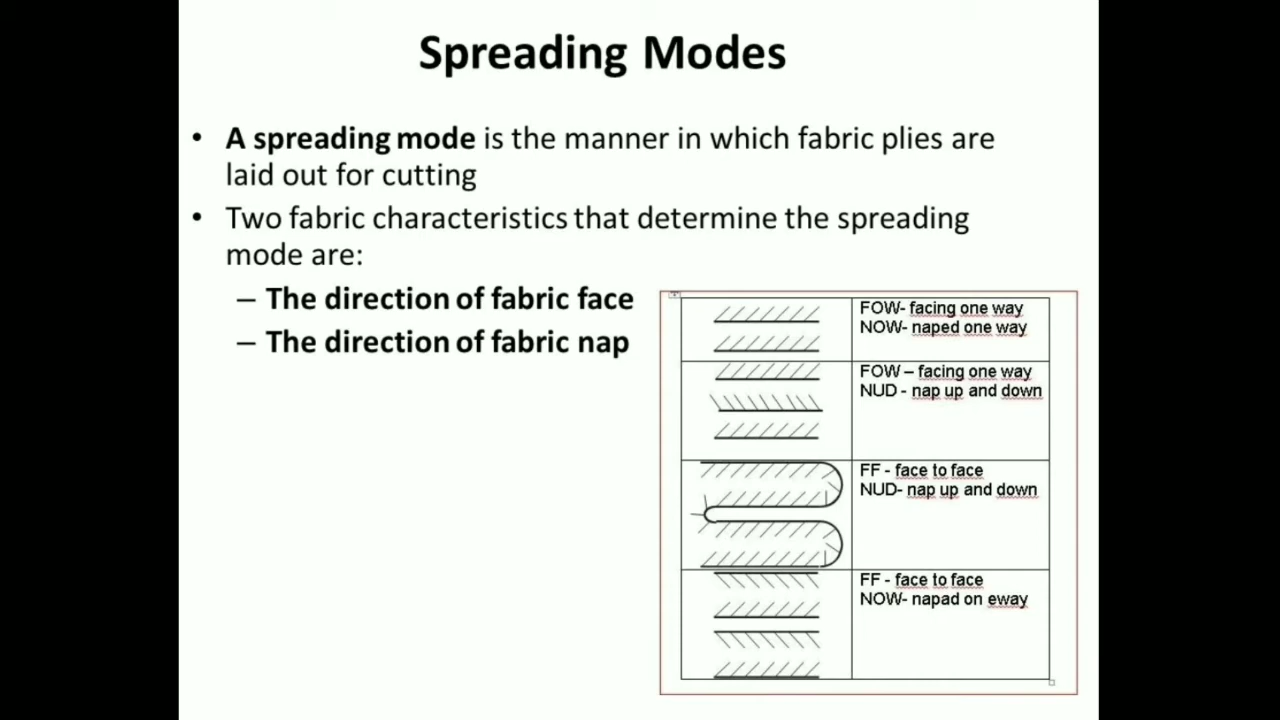 Spreading Modes
• A spreading mode is the manner in which fabric plies are
laid out for cutting
• Two fabric characteristics that determine the spreading
mode are:
– The direction of fabric face
– The direction of fabric nap
FOW- facing one way
NOW- naped one way
FOW – facing one way
NUD - nap up and down
FF - face to face
NUD- nap up and down
FF - face to face
NOW- napad on eway